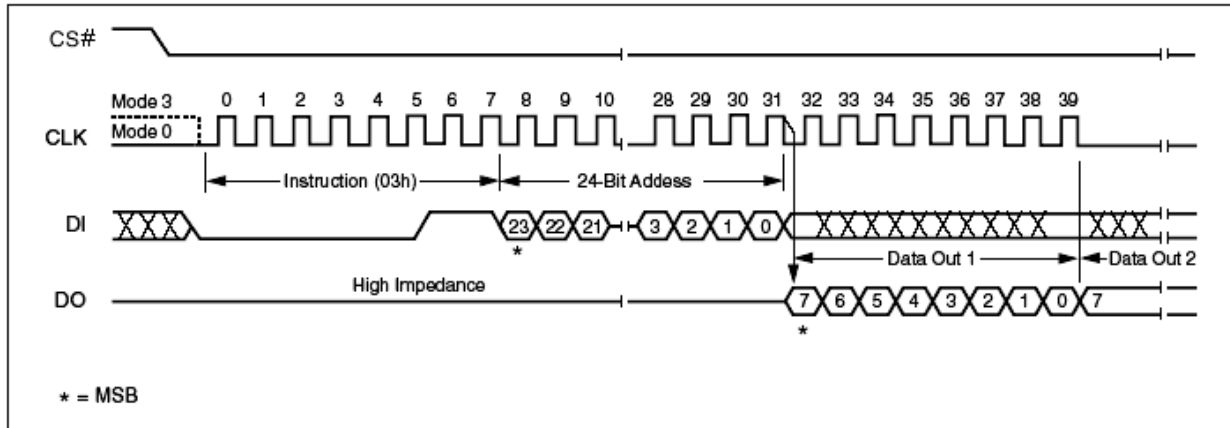 CS#
Mode 3 0 1 2 3 4 5 6 7 8 9 10 28 29 30 31 32 33 34 35 36 37 38 39
Mode 0
CLK
Instruction (03h) 24-Bit Addess
DI 23 22 21 3 2 1 0
* Data Out 1 Data Out 2
High Impedance
DO 7 6 5 4 3 2 1 0 7
*
* = MSB